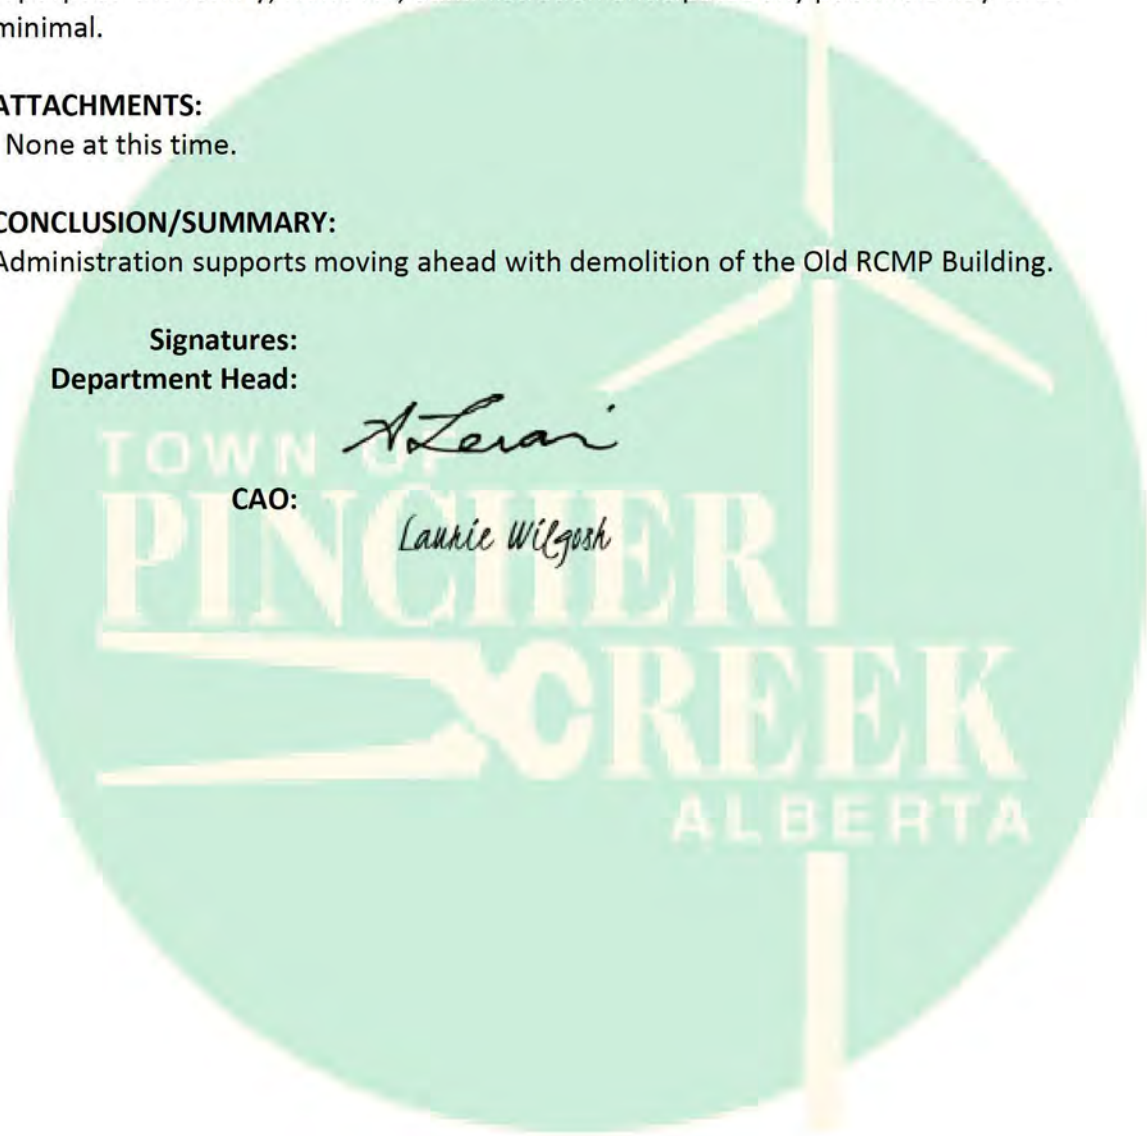 minimal.
ATTACHMENTS:
None at this time.
CONCLUSION/SUMMARY:
Administration supports moving ahead with demolition of the Old RCMP Building.
Signatures:
Department Head:
CAO:
Laurie Wilgosh
TOWN OF
PINCHER
CREEK
ALBERTA